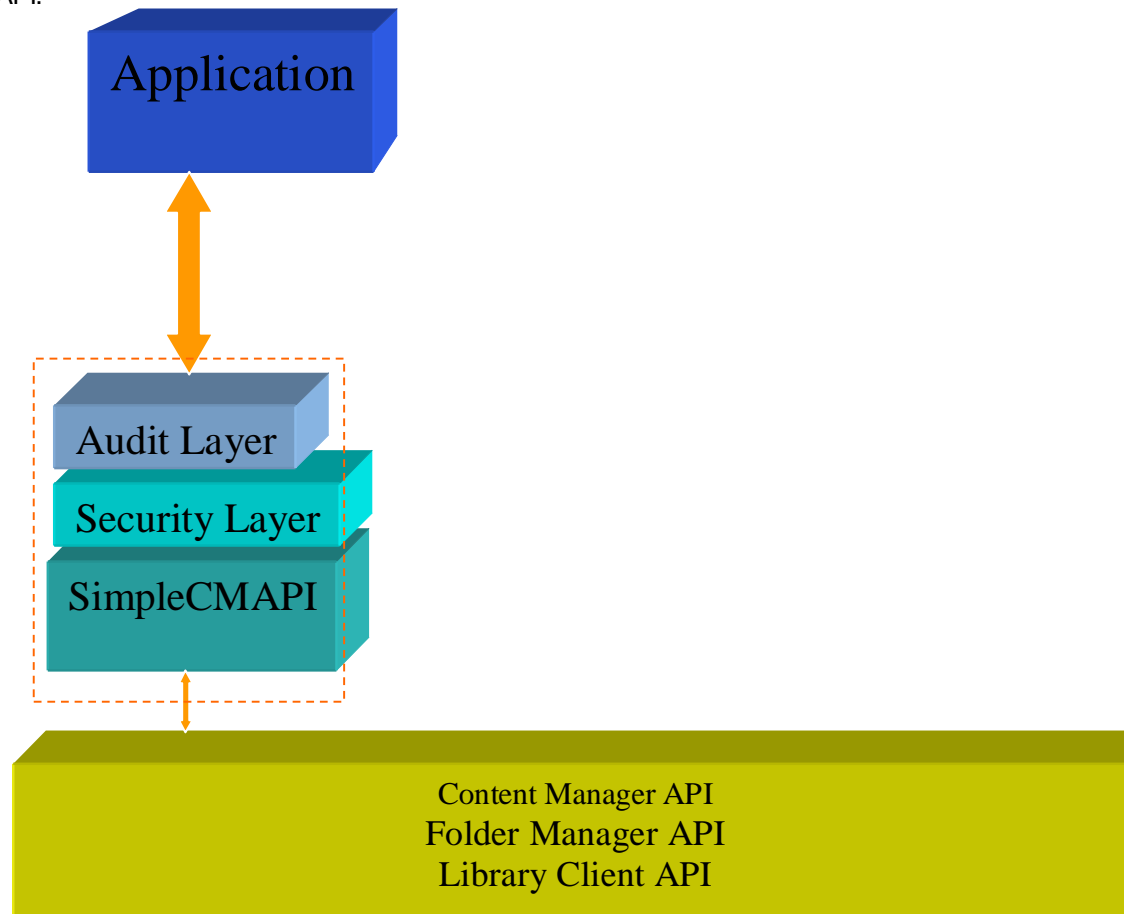 Application
Audit Layer
Security Layer
SimpleCMAPI
Content Manager API
Folder Manager API
Library Client API